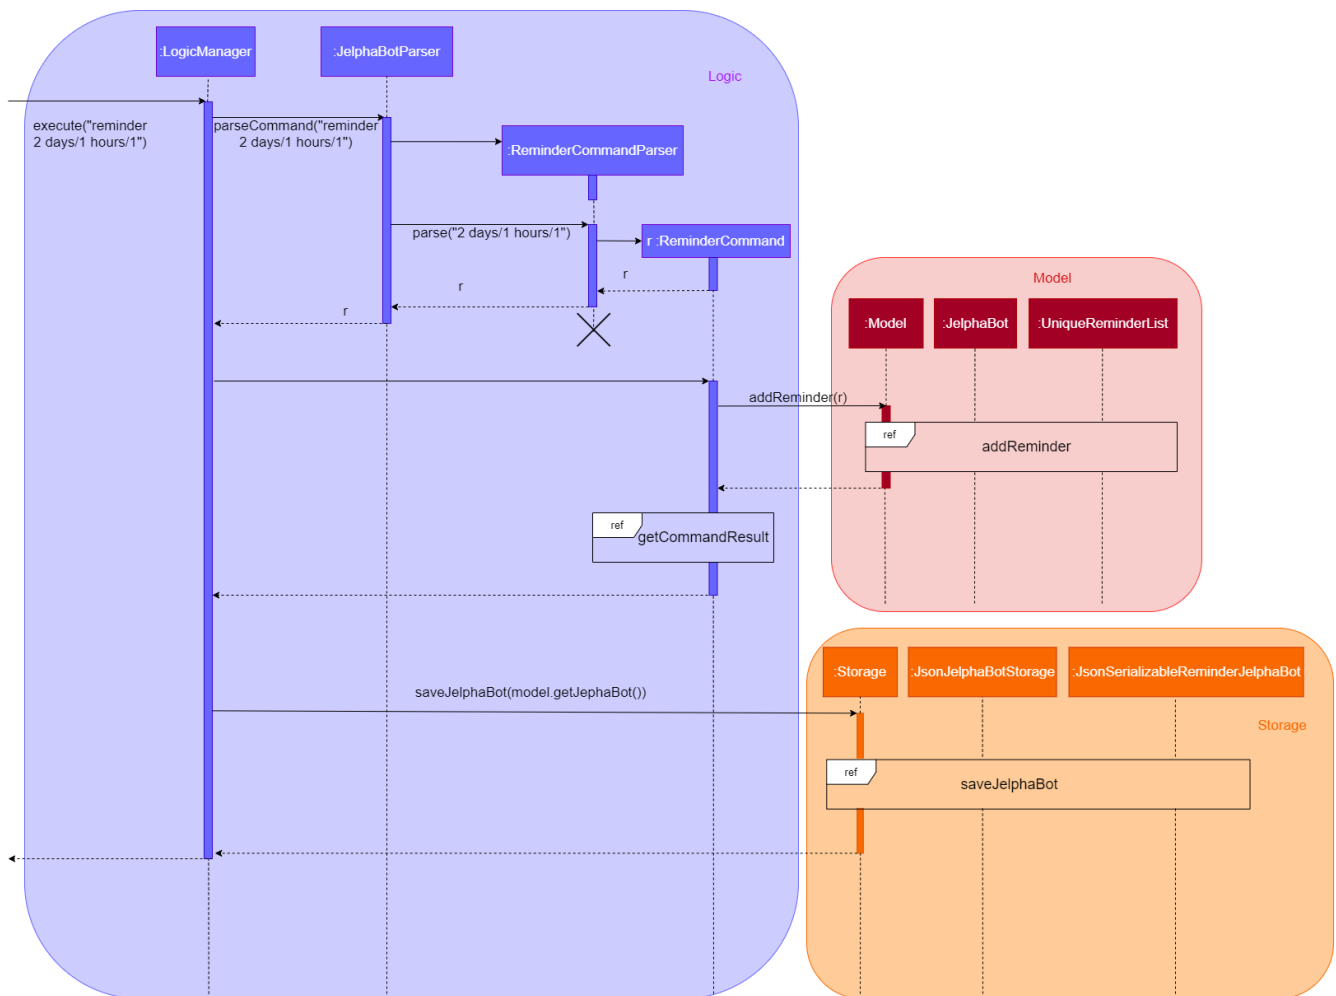 :LogicManager
:JelphaBotParser
Logic
execute("reminder
2 days/1 hours/1")
parseCommand("reminder
2 days/1 hours/1")
:ReminderCommandParser
parse("2 days/1 hours/1")
r :ReminderCommand
r
r
r
Model
:Model
:JelphaBot
:UniqueReminderList
addReminder(r)
ref
addReminder
ref
getCommandResult
:Storage
:JsonJelphaBotStorage
:JsonSerializableReminderJelphaBot
saveJelphaBot(model.getJephaBot())
Storage
ref
saveJelphaBot